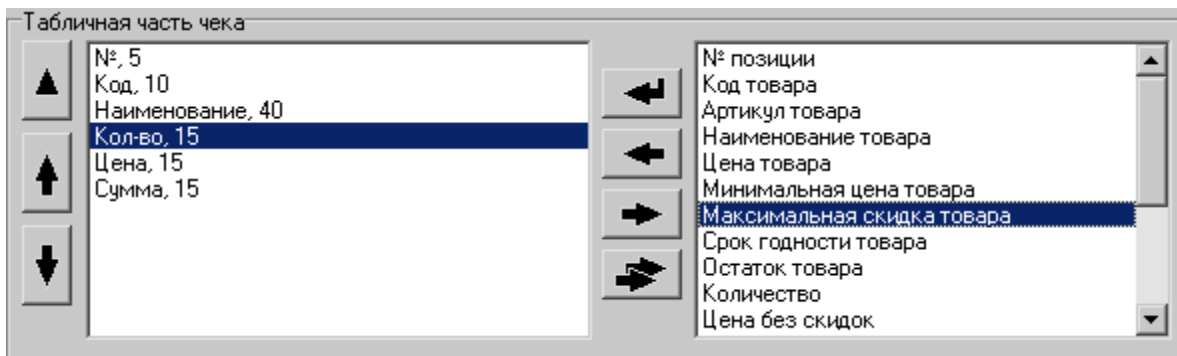 Табличная часть чека
№, 5
Код, 10
Наименование, 40
Кол-во, 15
Цена, 15
Сумма, 15
№ позиции
Код товара
Артикул товара
Наименование товара
Цена товара
Минимальная цена товара
Максимальная скидка товара
Срок годности товара
Остаток товара
Количество
Цена без скидок